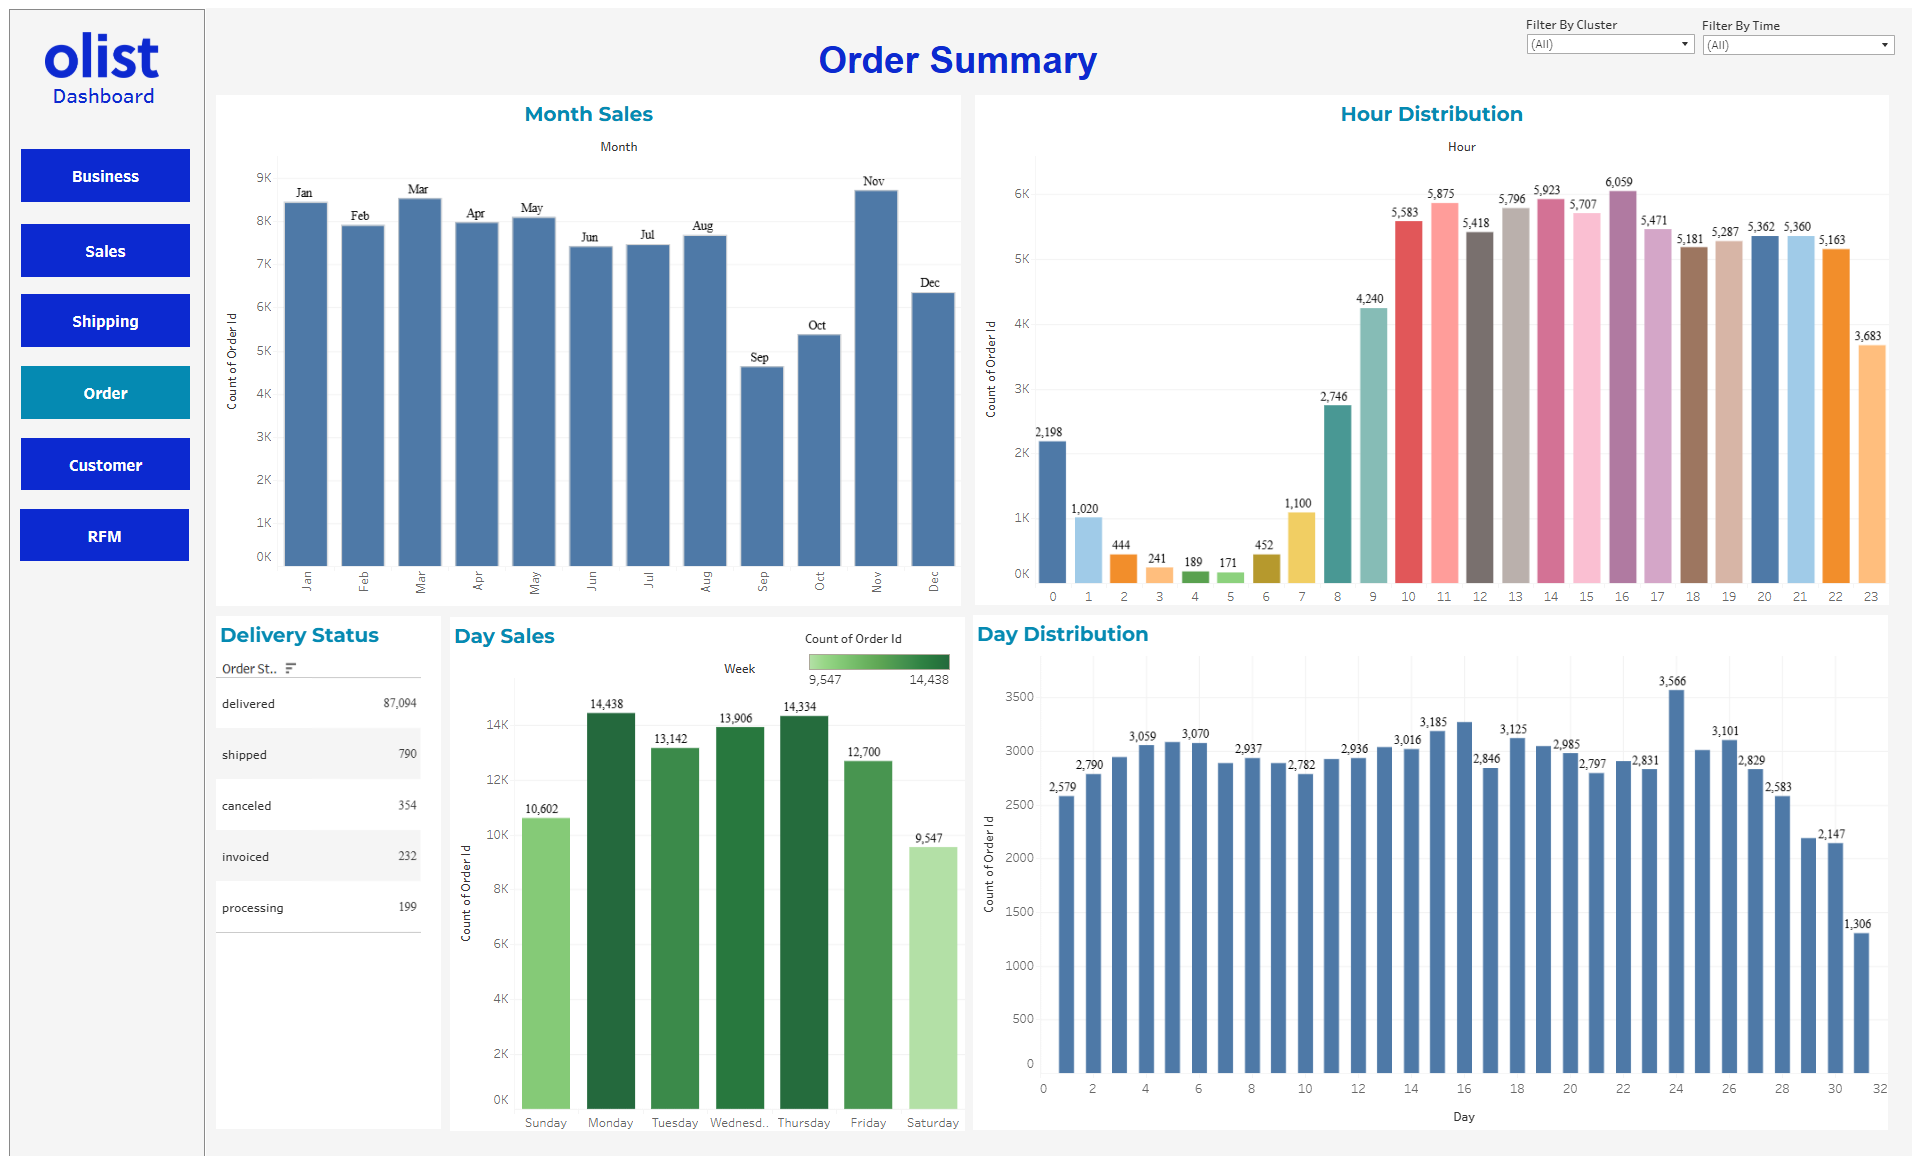 olist
Dashboard
Business
Sales
Shipping
Order
Customer
RFM
Order Summary
Filter By Cluster
(All)
Filter By Time
(All)
Month Sales
Month
Count of Order Id
9K
8K
7K
6K
5K
4K
3K
2K
1K
0K
Jan
Feb
Mar
Apr
May
Jun
Jul
Aug
Sep
Oct
Nov
Dec
Jan
Feb
Mar
Apr
May
Jun
Jul
Aug
Sep
Oct
Nov
Dec
Hour Distribution
Hour
Count of Order Id
6K
5K
4K
3K
2K
1K
0K
2,198
1,020
444
241
189
171
452
1,100
2,746
4,240
5,583
5,875
5,418
5,796
5,923
5,707
6,059
5,471
5,181
5,287
5,362
5,360
5,163
3,683
0 1 2 3 4 5 6 7 8 9 10 11 12 13 14 15 16 17 18 19 20 21 22 23
Delivery Status
Order St..
delivered 87,094
shipped 790
canceled 354
invoiced 232
processing 199
Day Sales
Count of Order Id
9,547 14,438
Week
Count of Order Id
14K
12K
10K
8K
6K
4K
2K
0K
10,602
14,438
13,142
13,906
14,334
12,700
9,547
Sunday Monday Tuesday Wednesd.. Thursday Friday Saturday
Day Distribution
Count of Order Id
3500
3000
2500
2000
1500
1000
500
0
2,579
2,790
3,059
3,070
2,937
2,782
2,936
3,016
3,185
2,846
3,125
2,985
2,797
2,831
3,566
3,101
2,829
2,583
2,147
1,306
0 2 4 6 8 10 12 14 16 18 20 22 24 26 28 30 32
Day